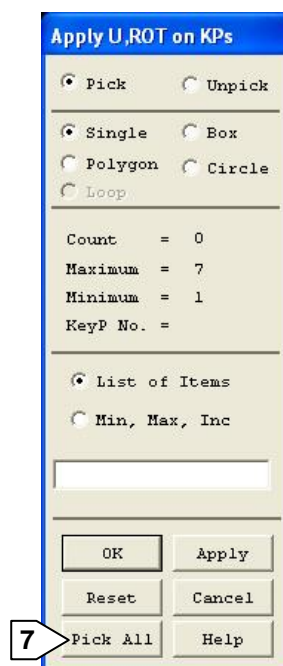 Apply U,ROT on KPs
Pick Unpick
Single Box
Polygon Circle
Loop
Count = 0
Maximum = 7
Minimum = 1
KeyP No. =
List of Items
Min, Max, Inc
OK Apply
Reset Cancel
7 Pick All Help